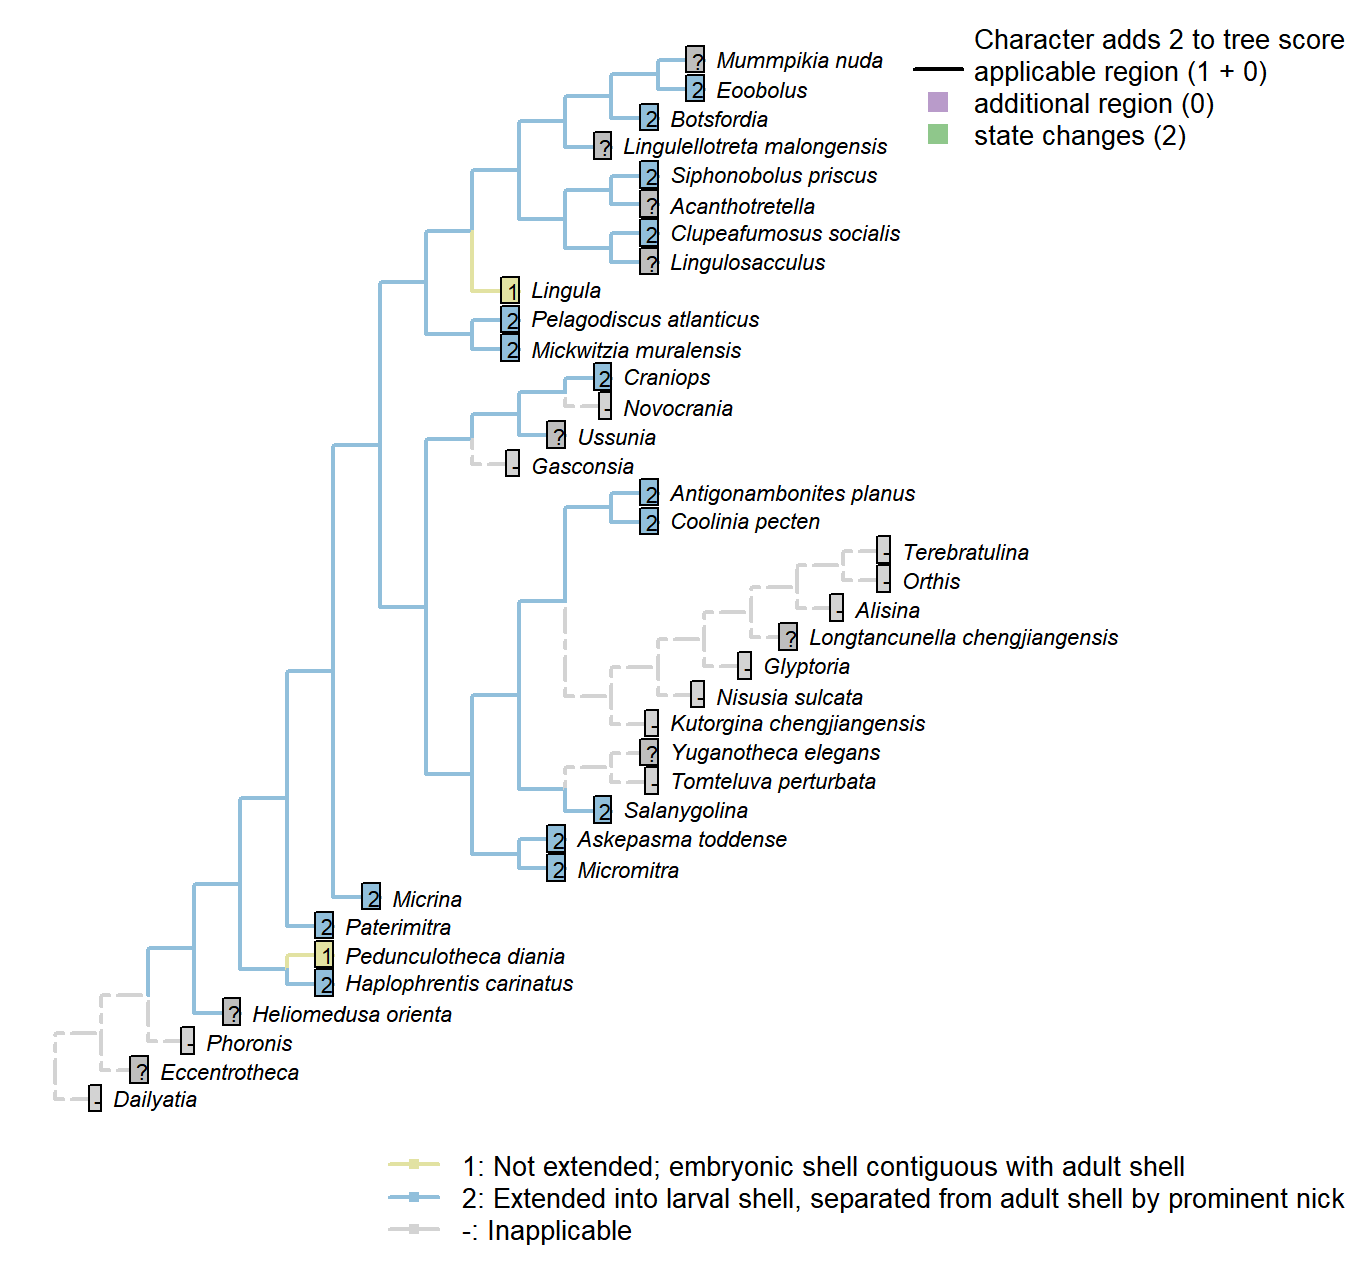 Character adds 2 to tree score
applicable region (1 + 0)
additional region (0)
state changes (2)
? Mummpikia nuda
2 Eoobolus
2 Botsfordia
? Lingulellotreta malongensis
2 Siphonobolus priscus
? Acanthotretella
2 Clupeafumosus socialis
? Lingulosacculus
1 Lingula
2 Pelagodiscus atlanticus
2 Mickwitzia muralensis
2 Craniops
- Novocrania
? Ussunia
- Gasconsia
2 Antigonambonites planus
2 Coolinia pecten
- Terebratulina
- Orthis
- Alisina
? Longtancunella chengjiangensis
- Glyptoria
- Nisusia sulcata
- Kutorgina chengjiangensis
? Yuganotheca elegans
- Tomteluva perturbata
2 Salanygolina
2 Askepasma toddense
2 Micromitra
2 Micrina
2 Paterimitra
1 Pedunculotheca diania
2 Haplophrentis carinatus
? Heliomedusa orienta
- Phoronis
? Eccentrotheca
- Dailyatia
1: Not extended; embryonic shell contiguous with adult shell
2: Extended into larval shell, separated from adult shell by prominent nick
-: Inapplicable